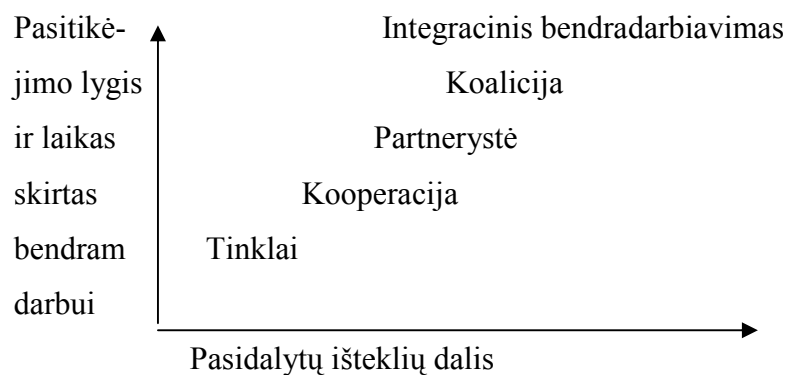 Pasitikė- Integracinis bendradarbiavimas
jimo lygis Koalicija
ir laikas Partnerystė
skirtas Kooperacija
bendram Tinklai
darbui
Pasidalytų išteklių dalis